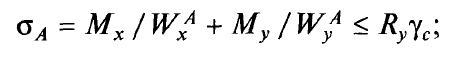 σ_A = M_x / W_x^A + M_y / W_y^A ≤ R_y γ_c;